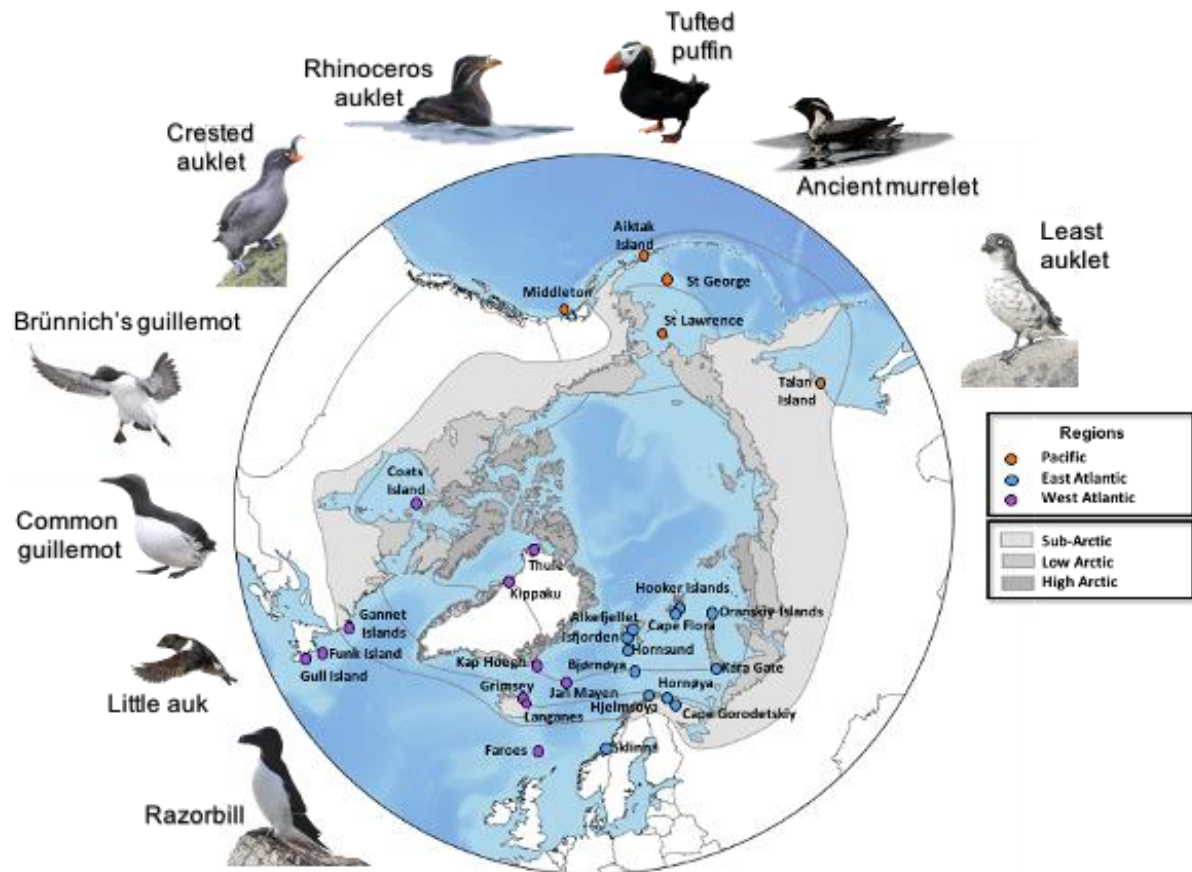 Tufted
puffin
Rhinoceros
auklet
Crested
auklet
Ancient murrelet
Least
auklet
Brünnich's guillemot
Common
guillemot
Little auk
Razorbill
Aiktak
Island
St George
Middleton
St Lawrence
Talan
Island
Coats
Island
Thule
Kippaku
Gannet
Islands
Funk Island
Gull Island
Kap Hoegh
Grimsey
Langanes
Jan Mayen
Faroes
Hooker Islands
Oranskiy Islands
Alkefjellet
Cape Flora
Isfjorden
Hornsund
Bjørnøya
Kara Gate
Hornøya
Hjelmsøya
Cape Gorodetskiy
Sklinna
Regions
Pacific
East Atlantic
West Atlantic
Sub-Arctic
Low Arctic
High Arctic